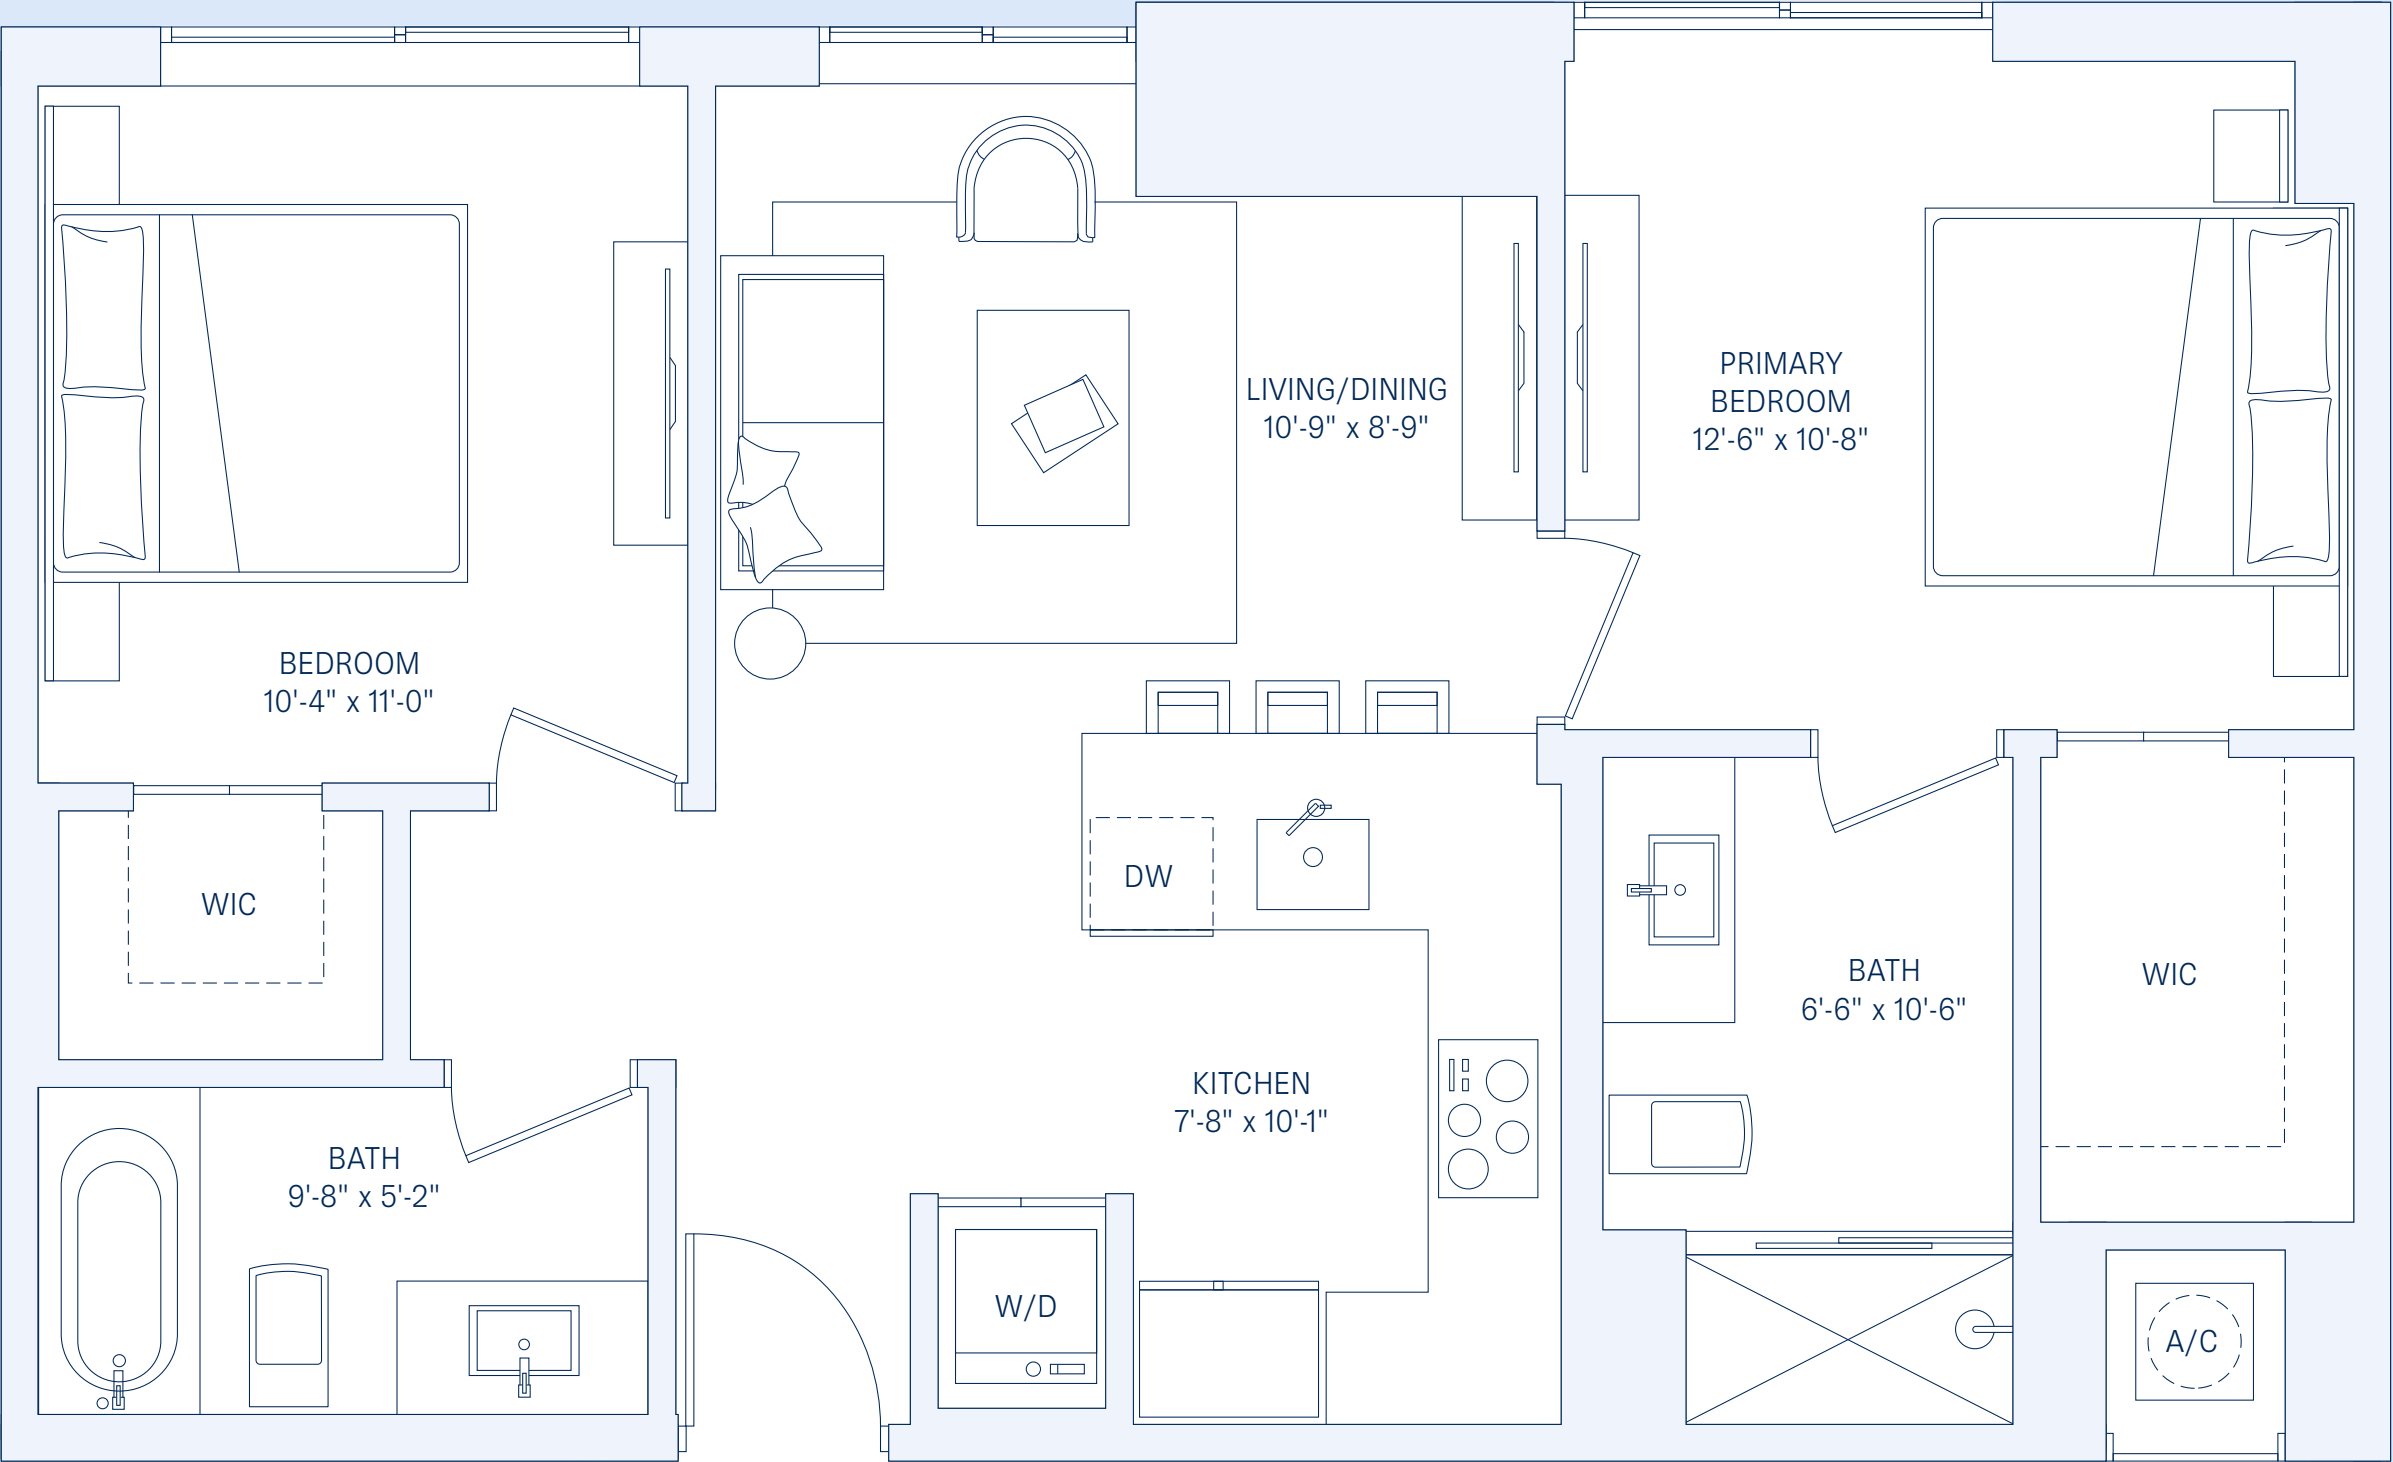 LIVING/DINING
10'-9" x 8'-9"
PRIMARY
BEDROOM
12'-6" x 10'-8"
BEDROOM
10'-4" x 11'-0"
WIC
DW
BATH
6'-6" x 10'-6"
WIC
KITCHEN
7'-8" x 10'-1"
BATH
9'-8" x 5'-2"
W/D
A/C